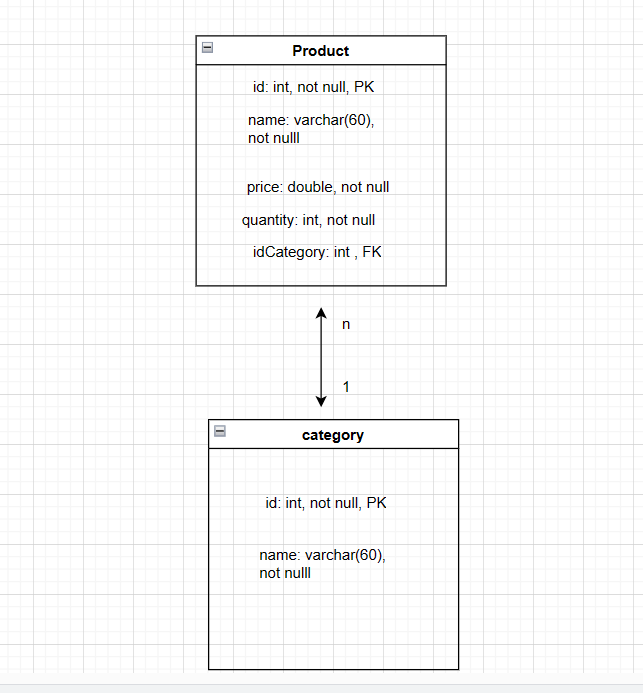 Product
id: int, not null, PK
name: varchar(60),
not nulll
price: double, not null
quantity: int, not null
idCategory: int , FK
n
1
category
id: int, not null, PK
name: varchar(60),
not nulll